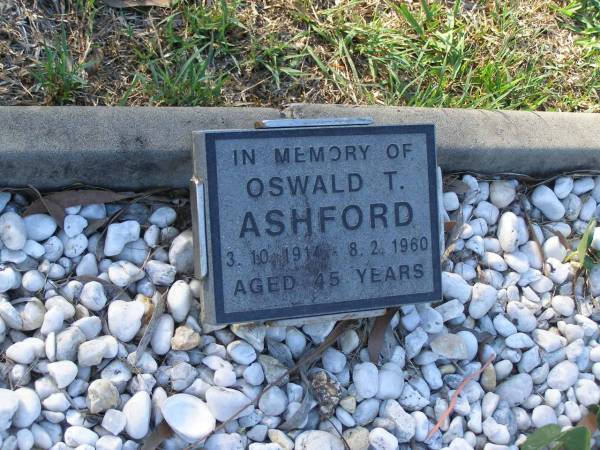 IN MEMORY OF
OSWALD T.
ASHFORD
3. 10. 1914 - 8. 2. 1960
AGED 45 YEARS